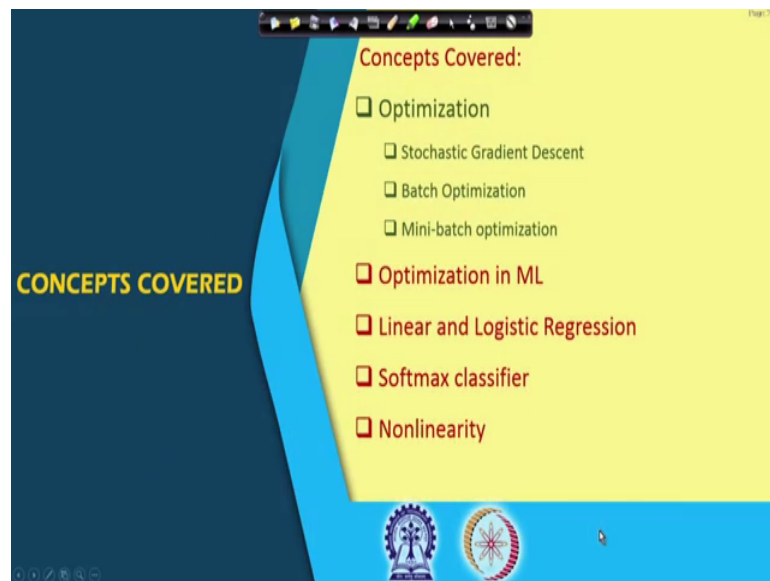 Concepts Covered:
Optimization
Stochastic Gradient Descent
Batch Optimization
Mini-batch optimization
CONCEPTS COVERED
Optimization in ML
Linear and Logistic Regression
Softmax classifier
Nonlinearity